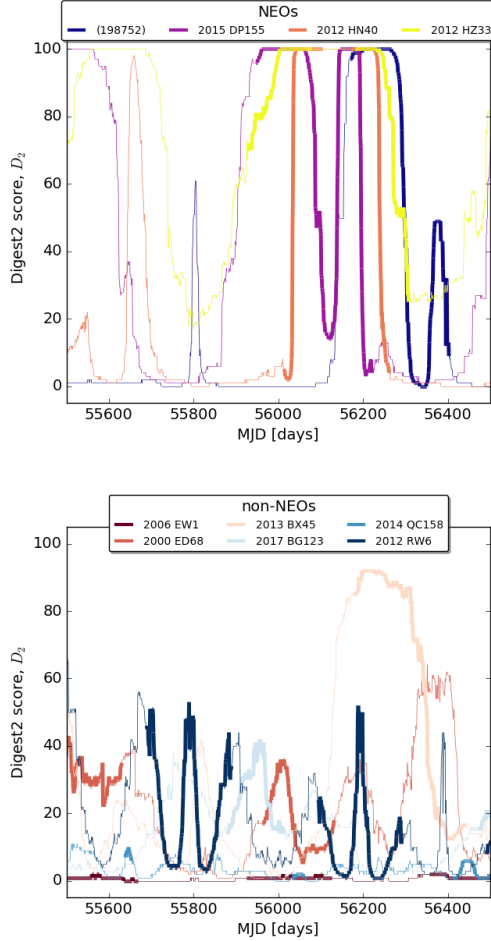 NEOs
(198752) 2015 DP155 2012 HN40 2012 HZ33
100
80
60
40
20
0
Digest2 score, D₂
55600 55800 56000 56200 56400
MJD [days]
non-NEOs
2006 EW1 2013 BX45 2014 QC158
2000 ED68 2017 BG123 2012 RW6
100
80
60
40
20
0
Digest2 score, D₂
55600 55800 56000 56200 56400
MJD [days]